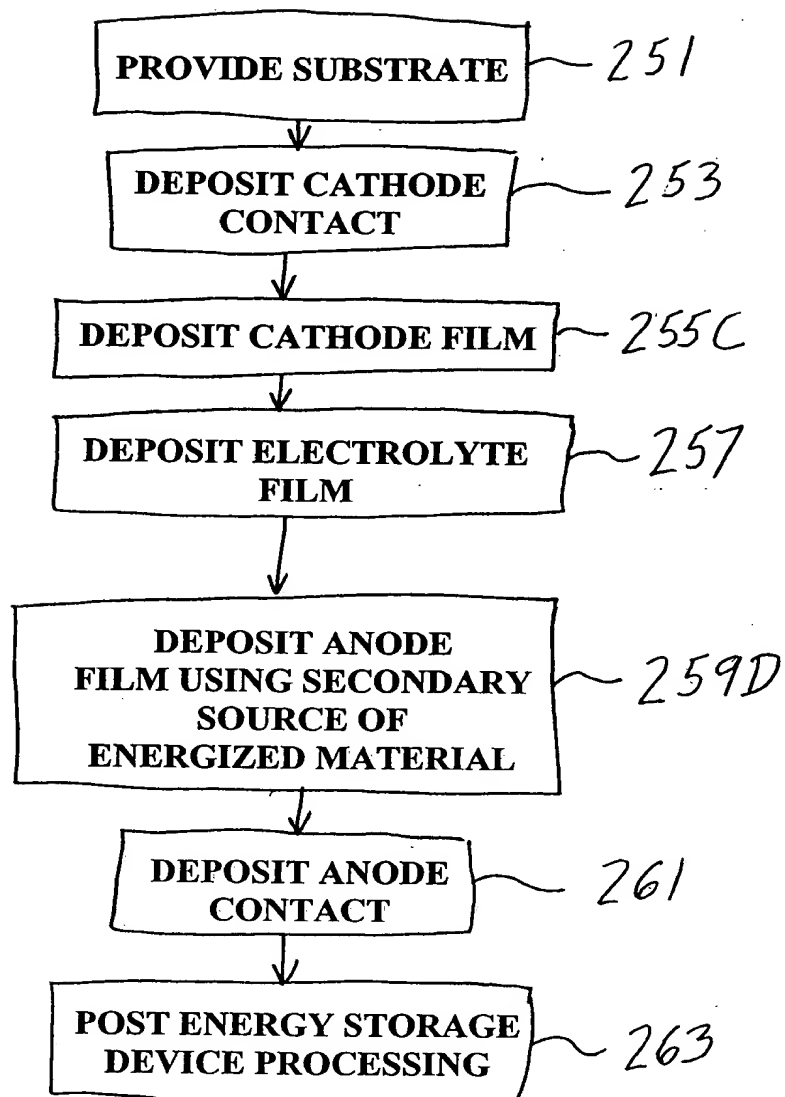 PROVIDE SUBSTRATE 251
DEPOSIT CATHODE
CONTACT
253
DEPOSIT CATHODE FILM 255C
DEPOSIT ELECTROLYTE
FILM
257
DEPOSIT ANODE
FILM USING SECONDARY
SOURCE OF
ENERGIZED MATERIAL
259D
DEPOSIT ANODE
CONTACT
261
POST ENERGY STORAGE
DEVICE PROCESSING
263